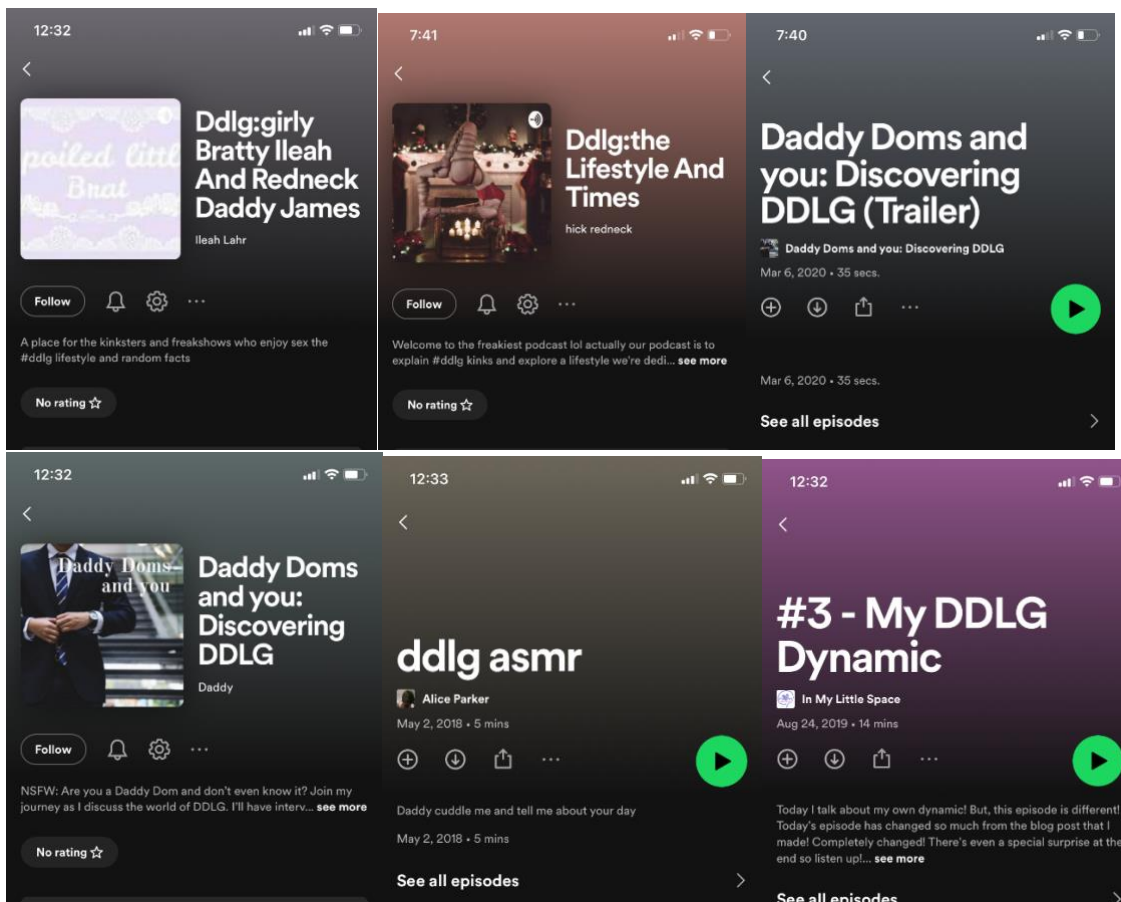 12:32
poiled littl
Brat
Ddlg:girly
Bratty Ileah
And Redneck
Daddy James
Ileah Lahr
Follow
A place for the kinksters and freakshows who enjoy sex the
#ddlg lifestyle and random facts
No rating
7:41
Ddlg:the
Lifestyle And
Times
hick redneck
Follow
Welcome to the freakiest podcast lol actually our podcast is to
explain #ddlg kinks and explore a lifestyle we're dedi... see more
No rating
7:40
Daddy Doms and
you: Discovering
DDLG (Trailer)
Daddy Doms and you: Discovering DDLG
Mar 6, 2020 • 35 secs.
Mar 6, 2020 • 35 secs.
See all episodes
12:32
Daddy Doms
and you
Daddy Doms
and you:
Discovering
DDLG
Daddy
Follow
NSFW: Are you a Daddy Dom and don't even know it? Join my
journey as I discuss the world of DDLG. I'll have interv... see more
No rating
12:33
ddlg asmr
Alice Parker
May 2, 2018 • 5 mins
Daddy cuddle me and tell me about your day
May 2, 2018 • 5 mins
See all episodes
12:32
#3 - My DDLG
Dynamic
In My Little Space
Aug 24, 2019 • 14 mins
Today I talk about my own dynamic! But, this episode is different!
Today's episode has changed so much from the blog post that I
made! Completely changed! There's even a special surprise at the
end so listen up!... see more
See all episodes